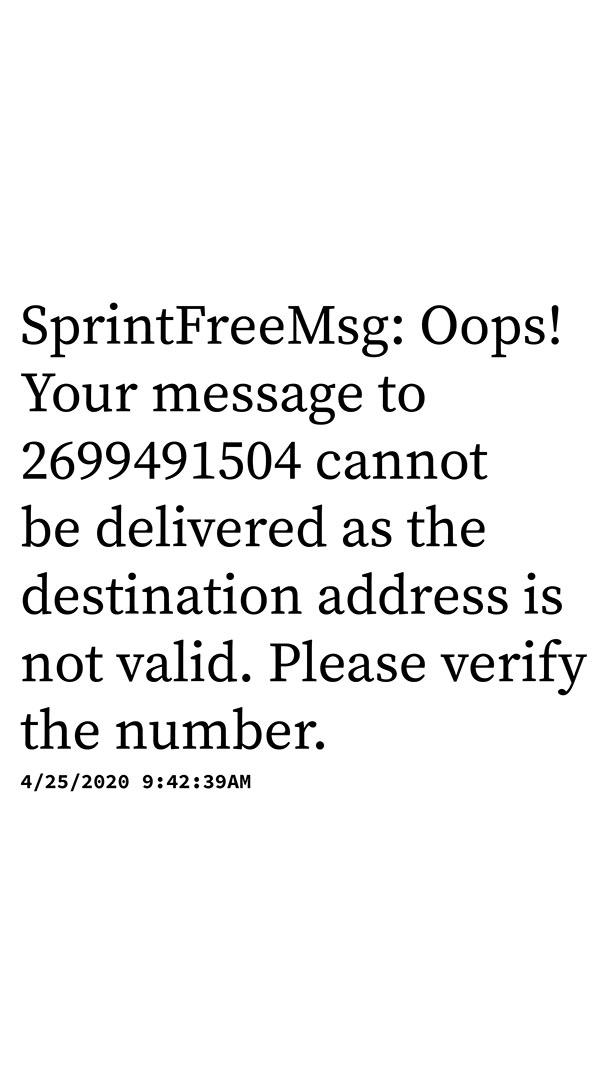 SprintFreeMsg: Oops!
Your message to
2699491504 cannot
be delivered as the
destination address is
not valid. Please verify
the number.
4/25/2020 9:42:39AM